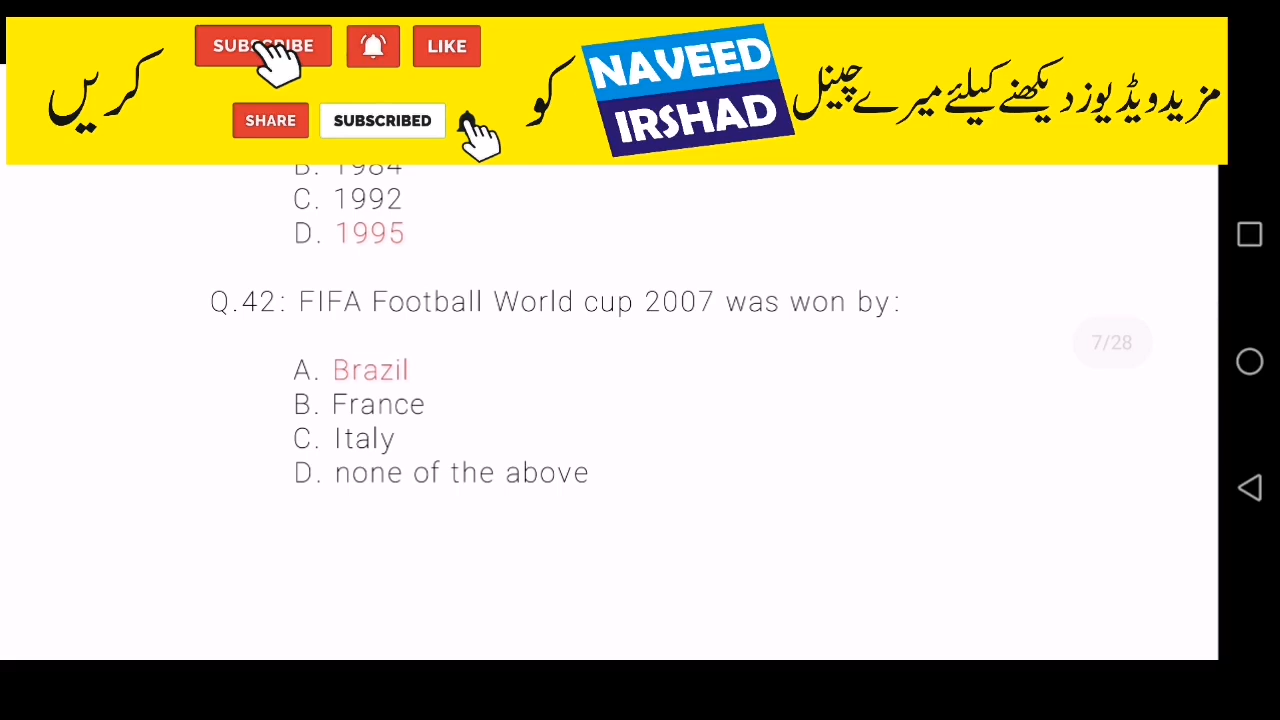 SUBSCRIBE
LIKE
SHARE
SUBSCRIBED
مزید ویڈیوز دیکھنے کیلئے میرے چینل NAVEED IRSHAD کو کریں
B. 1984
C. 1992
D. 1995
Q.42: FIFA Football World cup 2007 was won by:
7/28
A. Brazil
B. France
C. Italy
D. none of the above